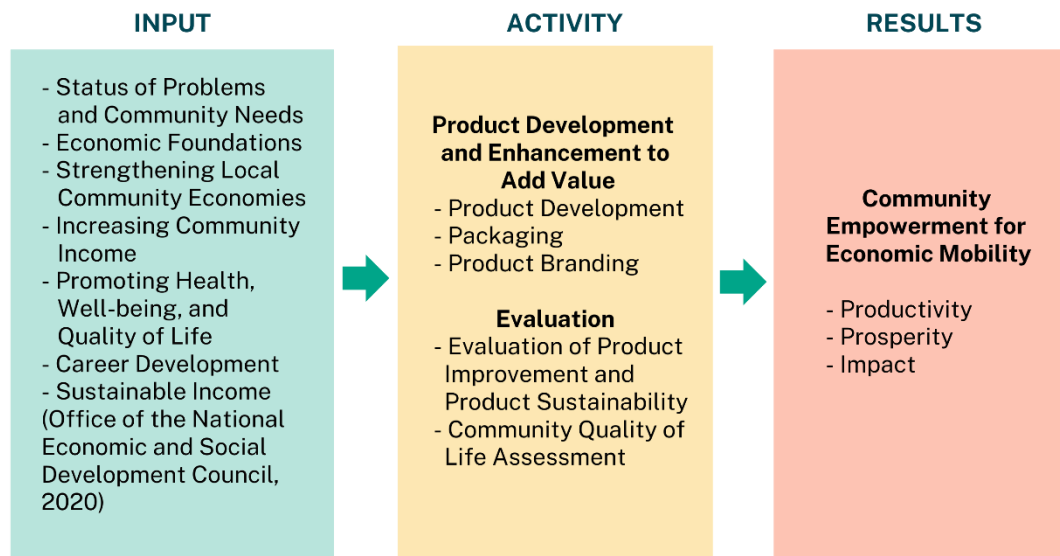 INPUT
- Status of Problems
and Community Needs
- Economic Foundations
- Strengthening Local
Community Economies
- Increasing Community
Income
- Promoting Health,
Well-being, and
Quality of Life
- Career Development
- Sustainable Income
(Office of the National
Economic and Social
Development Council,
2020)
ACTIVITY
Product Development
and Enhancement to
Add Value
- Product Development
- Packaging
- Product Branding
Evaluation
- Evaluation of Product
Improvement and
Product Sustainability
- Community Quality of
Life Assessment
RESULTS
Community
Empowerment for
Economic Mobility
- Productivity
- Prosperity
- Impact